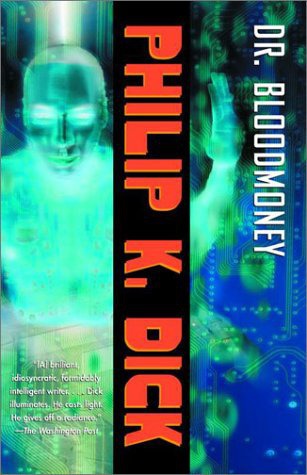 PHILIP K. DICK
DR. BLOODMONEY
"[A] brilliant,
idiosyncratic, formidably
intelligent writer. . . . Dick
illuminates. He casts light.
He gives off a radiance."
—The Washington Post